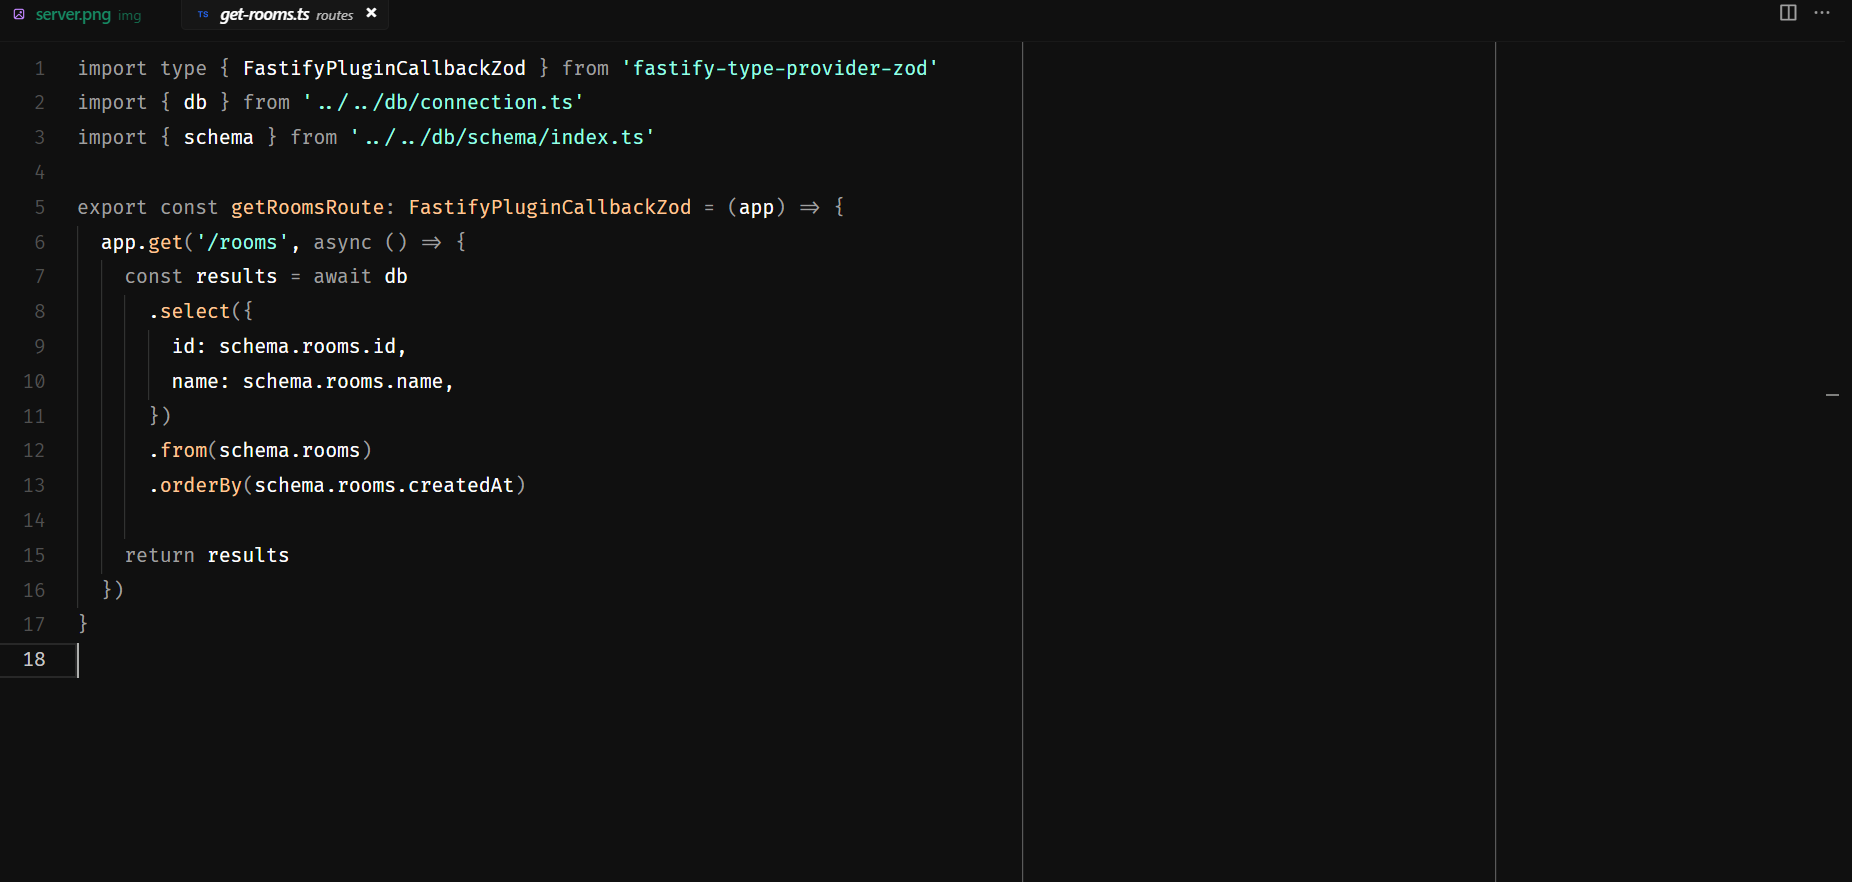 server.png img
TS get-rooms.ts routes
1 import type { FastifyPluginCallbackZod } from 'fastify-type-provider-zod'
2 import { db } from '../../db/connection.ts'
3 import { schema } from '../../db/schema/index.ts'
4
5 export const getRoomsRoute: FastifyPluginCallbackZod = (app) => {
6 app.get('/rooms', async () => {
7 const results = await db
8 .select({
9 id: schema.rooms.id,
10 name: schema.rooms.name,
11 })
12 .from(schema.rooms)
13 .orderBy(schema.rooms.createdAt)
14
15 return results
16 })
17 }
18